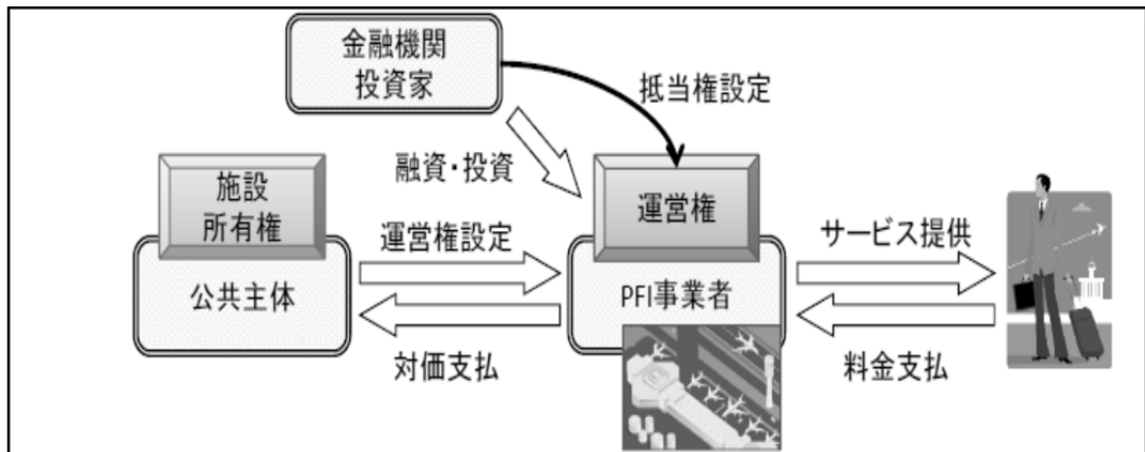 金融機関
投資家
抵当権設定
融資・投資
施設
所有権
運営権
運営権設定
サービス提供
公共主体
PFI事業者
対価支払
料金支払